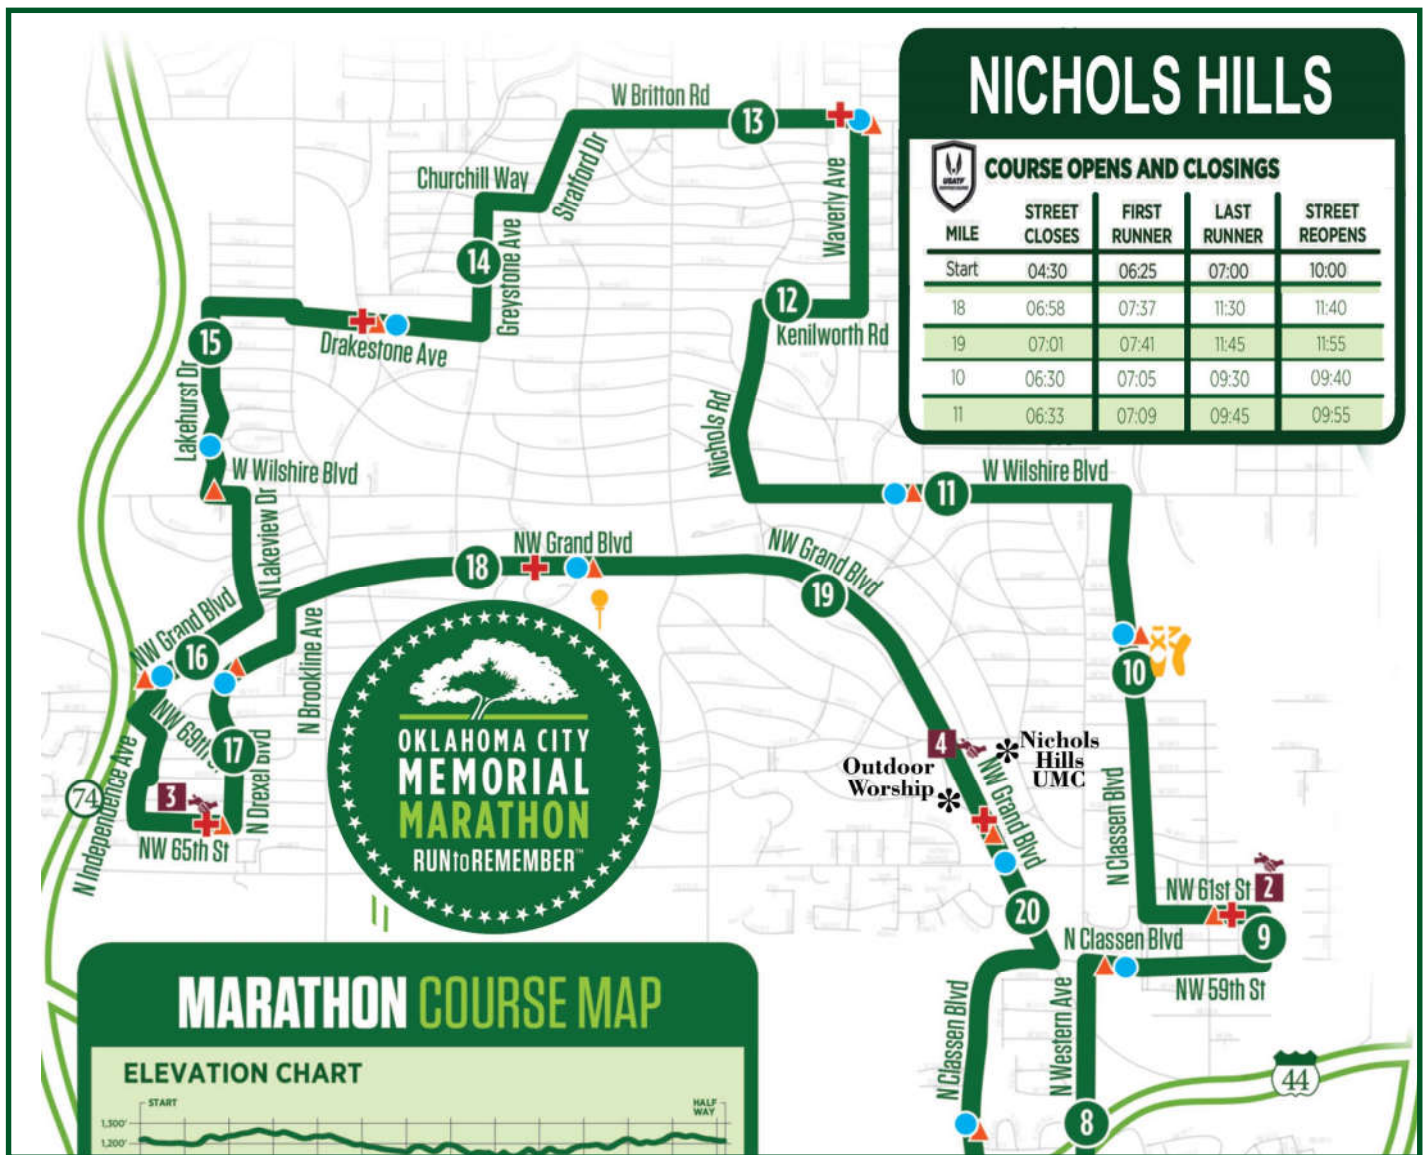 NICHOLS HILLS
USATF
COURSE OPENS AND CLOSINGS
MILE STREET CLOSES FIRST RUNNER LAST RUNNER STREET REOPENS
Start 04:30 06:25 07:00 10:00
18 06:58 07:37 11:30 11:40
19 07:01 07:41 11:45 11:55
10 06:30 07:05 09:30 09:40
11 06:33 07:09 09:45 09:55
W Britton Rd
13
Churchill Way
Stratford Dr
Waverly Ave
14
Greystone Ave
12
Kenilworth Rd
15
Drakestone Ave
Lakehurst Dr
Nichols Rd
W Wilshire Blvd
11
W Wilshire Blvd
N Lakeview Dr
NW Grand Blvd
18
NW Grand Blvd
19
NW Grand Blvd
16
N Brookline Ave
10
NW 69th St
17
N Drexel Blvd
N Independence Ave
74
3
NW 65th St
OKLAHOMA CITY
MEMORIAL
MARATHON
RUN to REMEMBER™
4
Nichols
Hills
UMC
Outdoor
Worship
NW Grand Blvd
N Classen Blvd
20
NW 61st St
2
9
N Classen Blvd
NW 59th St
N Classen Blvd
N Western Ave
44
8
MARATHON COURSE MAP
ELEVATION CHART
START
HALF
WAY
1,300'
1,200'